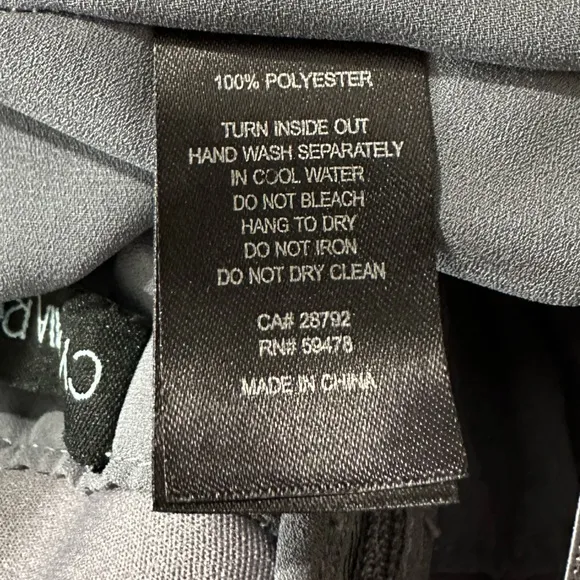 100% POLYESTER
TURN INSIDE OUT
HAND WASH SEPARATELY
IN COOL WATER
DO NOT BLEACH
HANG TO DRY
DO NOT IRON
DO NOT DRY CLEAN
CA# 28792
RN# 59478
MADE IN CHINA